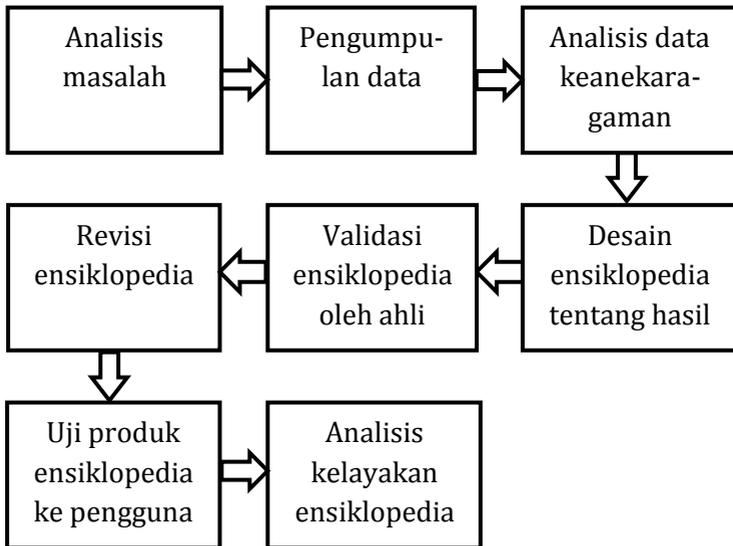 Analisis
masalah
Pengumpu-
lan data
Analisis data
keanekara-
gaman
Desain
ensiklopedia
tentang hasil
Validasi
ensiklopedia
oleh ahli
Revisi
ensiklopedia
Uji produk
ensiklopedia
ke pengguna
Analisis
kelayakan
ensiklopedia